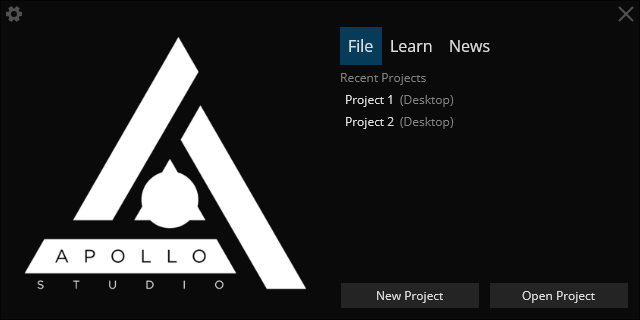 File Learn News
Recent Projects
Project 1 (Desktop)
Project 2 (Desktop)
APOLLO
STUDIO
New Project Open Project